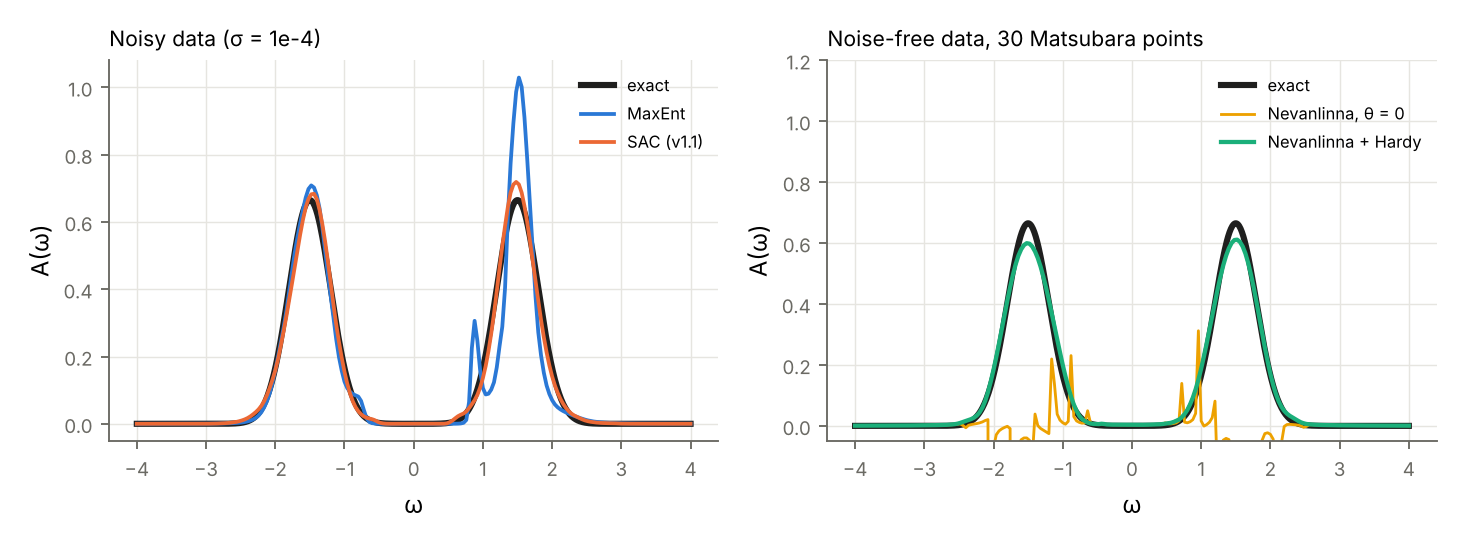 Noisy data (σ = 1e-4)
A(ω)
1.0
0.8
0.6
0.4
0.2
0.0
−4 −3 −2 −1 0 1 2 3 4
ω
exact
MaxEnt
SAC (v1.1)
Noise-free data, 30 Matsubara points
A(ω)
1.2
1.0
0.8
0.6
0.4
0.2
0.0
−4 −3 −2 −1 0 1 2 3 4
ω
exact
Nevanlinna, θ = 0
Nevanlinna + Hardy